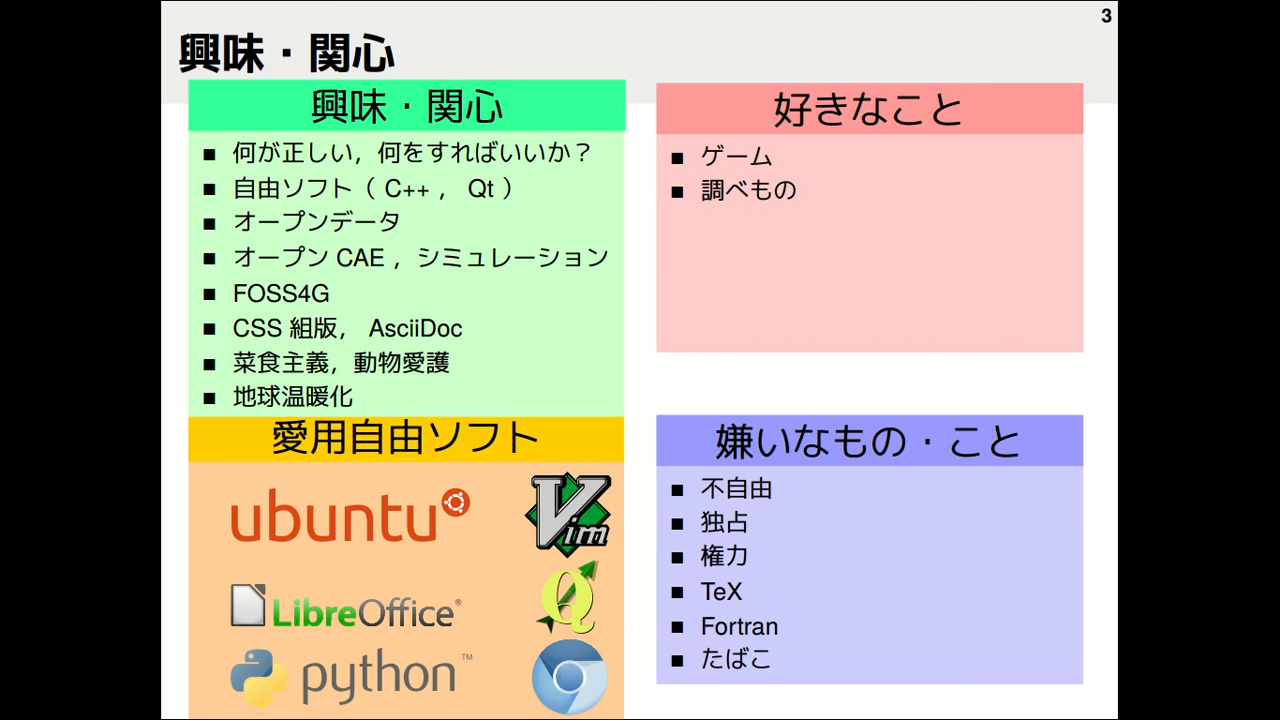 3
興味・関心
興味・関心
■ 何が正しい，何をすればいいか？
■ 自由ソフト（ C++ ， Qt ）
■ オープンデータ
■ オープン CAE ，シミュレーション
■ FOSS4G
■ CSS 組版， AsciiDoc
■ 菜食主義，動物愛護
■ 地球温暖化
愛用自由ソフト
ubuntu
Vim
LibreOffice®
Q
python™
好きなこと
■ ゲーム
■ 調べもの
嫌いなもの・こと
■ 不自由
■ 独占
■ 権力
■ TeX
■ Fortran
■ たばこ